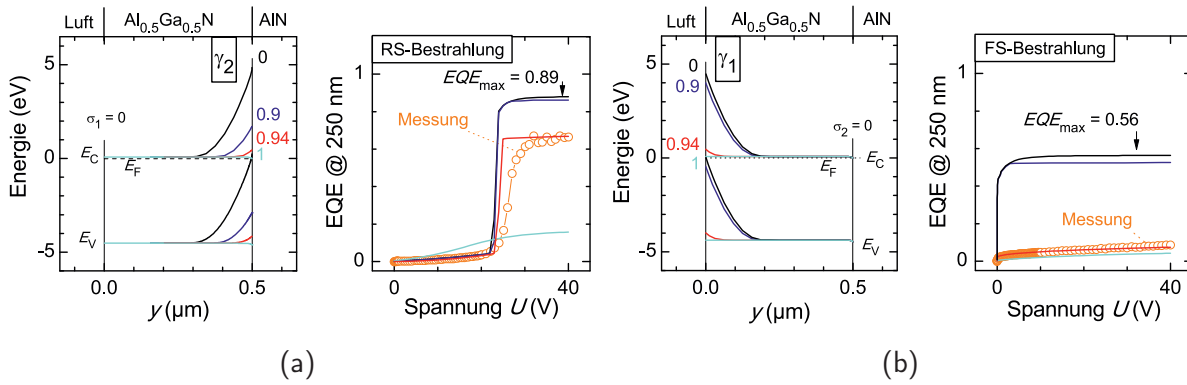 Luft Al0.5Ga0.5N AlN
γ2
0
0.9
0.94
1
σ1 = 0
EC
EF
EV
Energie (eV)
5
0
-5
0.0 0.5
y (µm)
RS-Bestrahlung
EQEmax = 0.89
Messung
EQE @ 250 nm
1
0
0 40
Spannung U (V)
(a)
Luft Al0.5Ga0.5N AlN
γ1
0
0.9
0.94
1
σ2 = 0
EC
EF
EV
Energie (eV)
5
0
-5
0.0 0.5
y (µm)
FS-Bestrahlung
EQEmax = 0.56
Messung
EQE @ 250 nm
1
0
0 40
Spannung U (V)
(b)